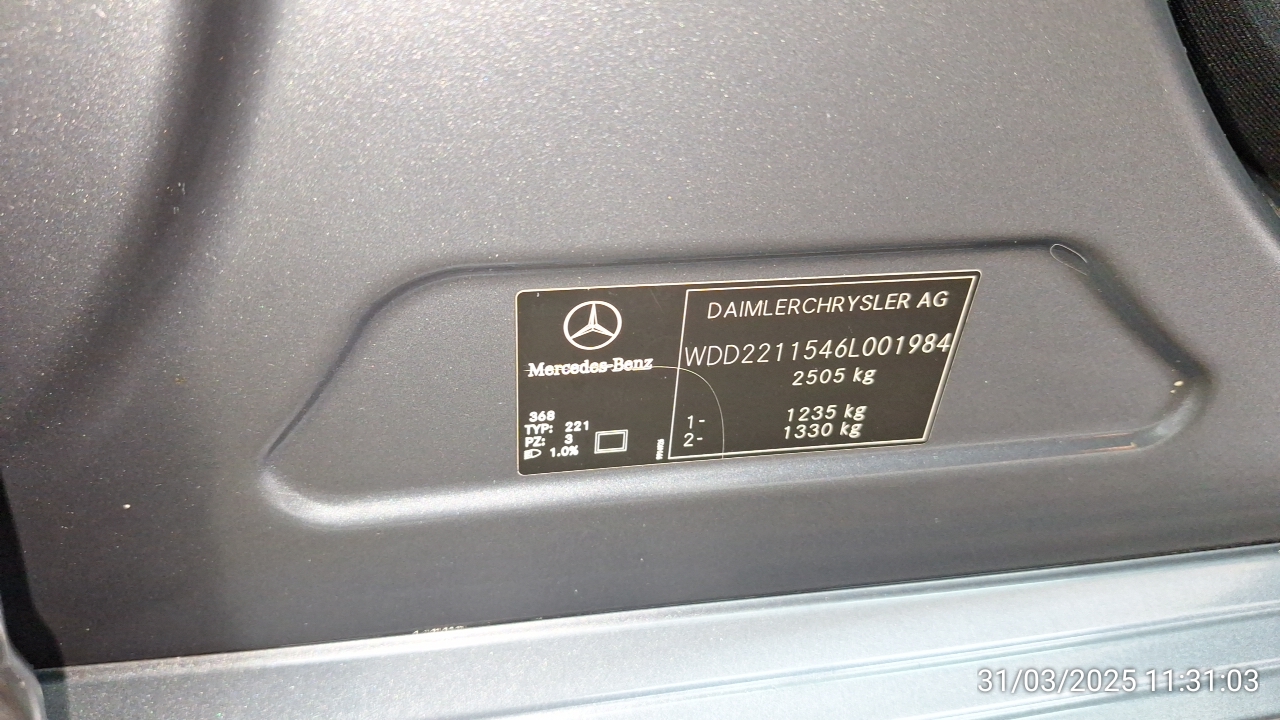 DAIMLERCHRYSLER AG
WDD2211546L001984
2505 kg
1- 1235 kg
2- 1330 kg
Mercedes-Benz
368
TYP: 221
PZ: 3
1.0%
31/03/2025 11:31:03